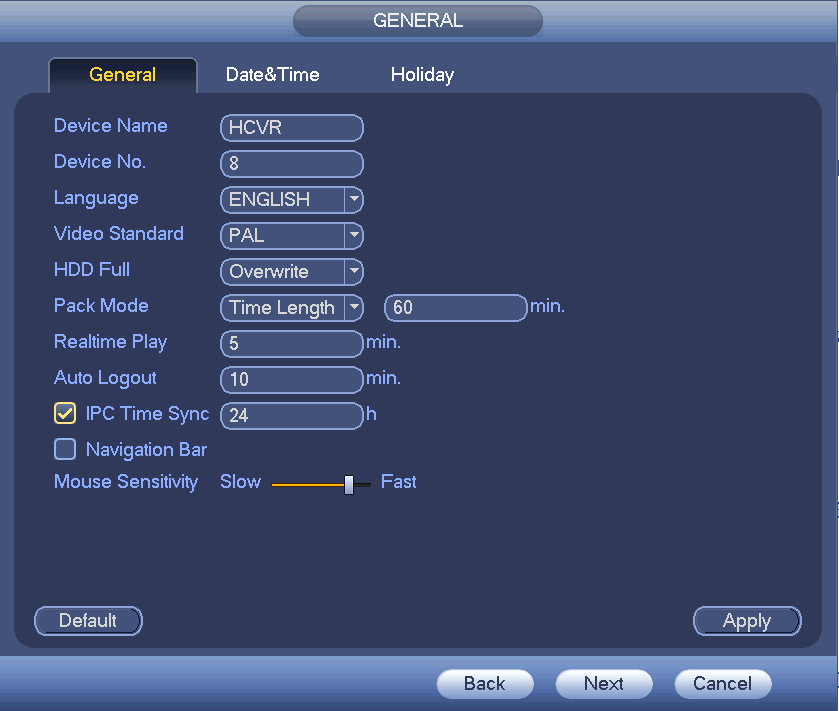 GENERAL
General Date&Time Holiday
Device Name HCVR
Device No. 8
Language ENGLISH
Video Standard PAL
HDD Full Overwrite
Pack Mode Time Length 60 min.
Realtime Play 5 min.
Auto Logout 10 min.
IPC Time Sync 24 h
Navigation Bar
Mouse Sensitivity Slow Fast
Default Apply
Back Next Cancel